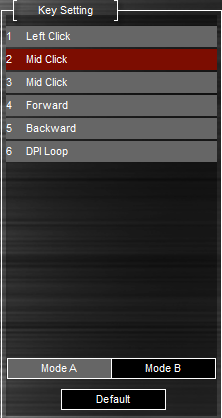 Key Setting
1 Left Click
2 Mid Click
3 Mid Click
4 Forward
5 Backward
6 DPI Loop
Mode A Mode B
Default